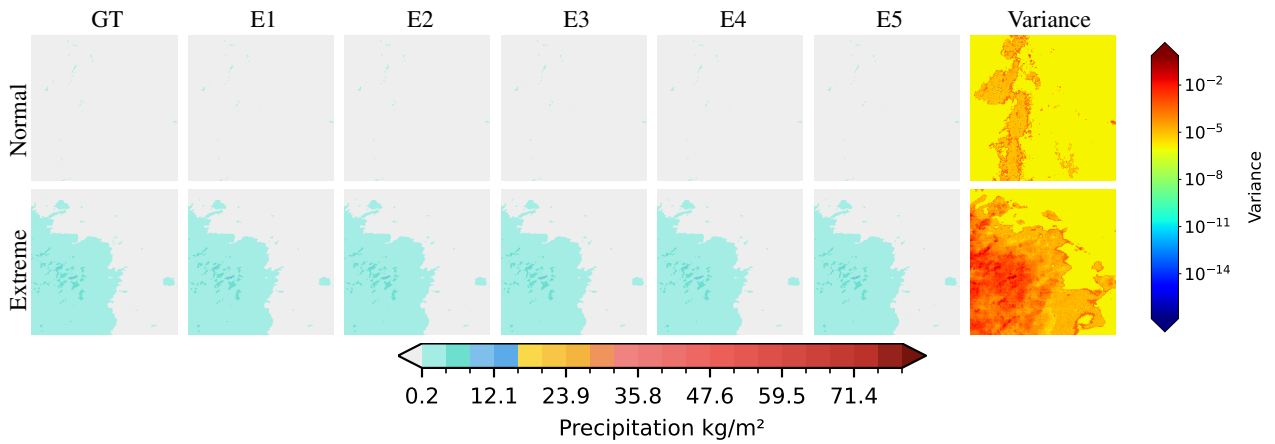 GT E1 E2 E3 E4 E5 Variance
Normal
Extreme
10⁻²
10⁻⁵
10⁻⁸
10⁻¹¹
10⁻¹⁴
Variance
0.2 12.1 23.9 35.8 47.6 59.5 71.4
Precipitation kg/m²